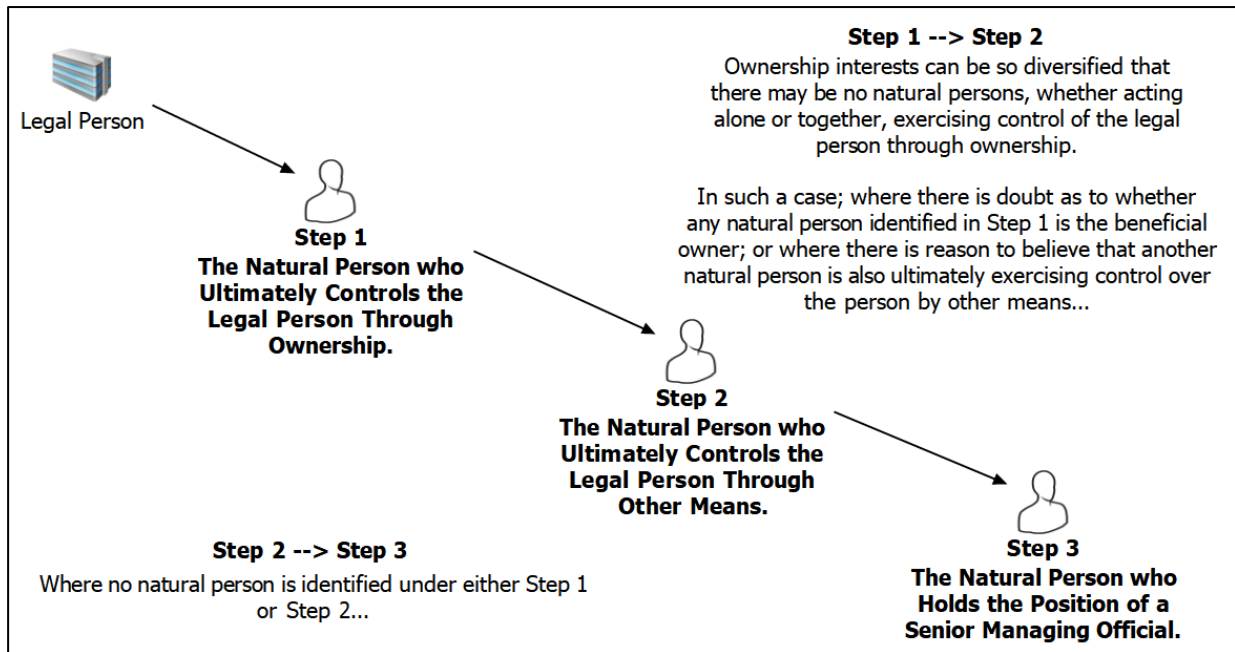 Legal Person
Step 1
The Natural Person who
Ultimately Controls the
Legal Person Through
Ownership.
Step 1 --> Step 2
Ownership interests can be so diversified that
there may be no natural persons, whether acting
alone or together, exercising control of the legal
person through ownership.
In such a case; where there is doubt as to whether
any natural person identified in Step 1 is the beneficial
owner; or where there is reason to believe that another
natural person is also ultimately exercising control over
the person by other means...
Step 2
The Natural Person who
Ultimately Controls the
Legal Person Through
Other Means.
Step 2 --> Step 3
Where no natural person is identified under either Step 1
or Step 2...
Step 3
The Natural Person who
Holds the Position of a
Senior Managing Official.